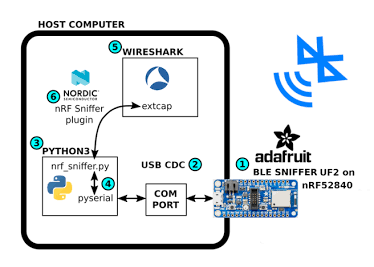 HOST COMPUTER
5 WIRESHARK
extcap
NORDIC
SEMICONDUCTOR
6 nRF Sniffer
plugin
3 PYTHON3
nrf_sniffer.py
4
pyserial
USB CDC 2
COM
PORT
1
adafruit
BLE SNIFFER UF2 on
nRF52840